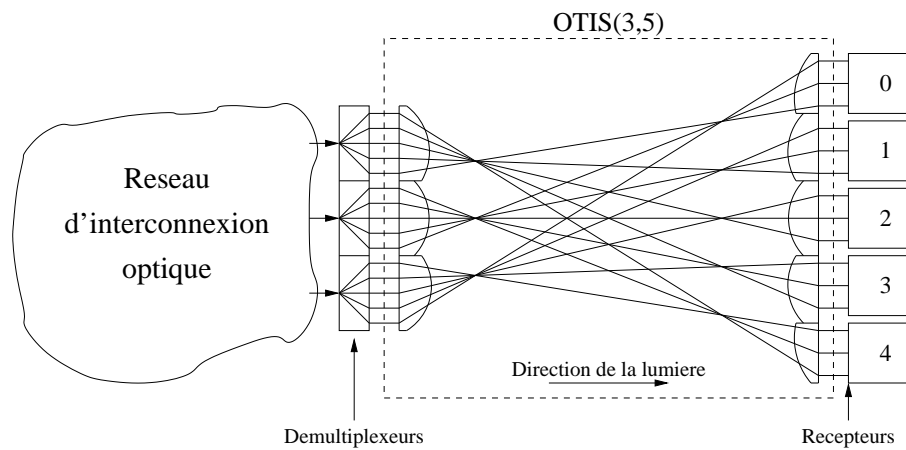 OTIS(3,5)
Reseau
d'interconnexion
optique
0
1
2
3
4
Direction de la lumiere
Demultiplexeurs
Recepteurs